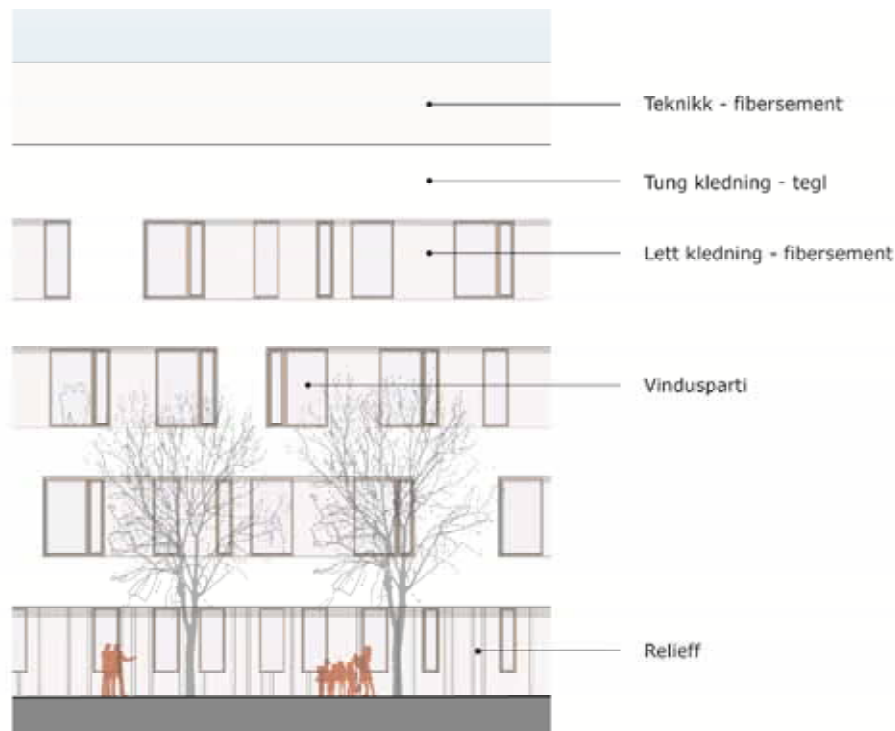 Teknikk - fibersement
Tung kledning - tegl
Lett kledning - fibersement
Vindusparti
Relieff